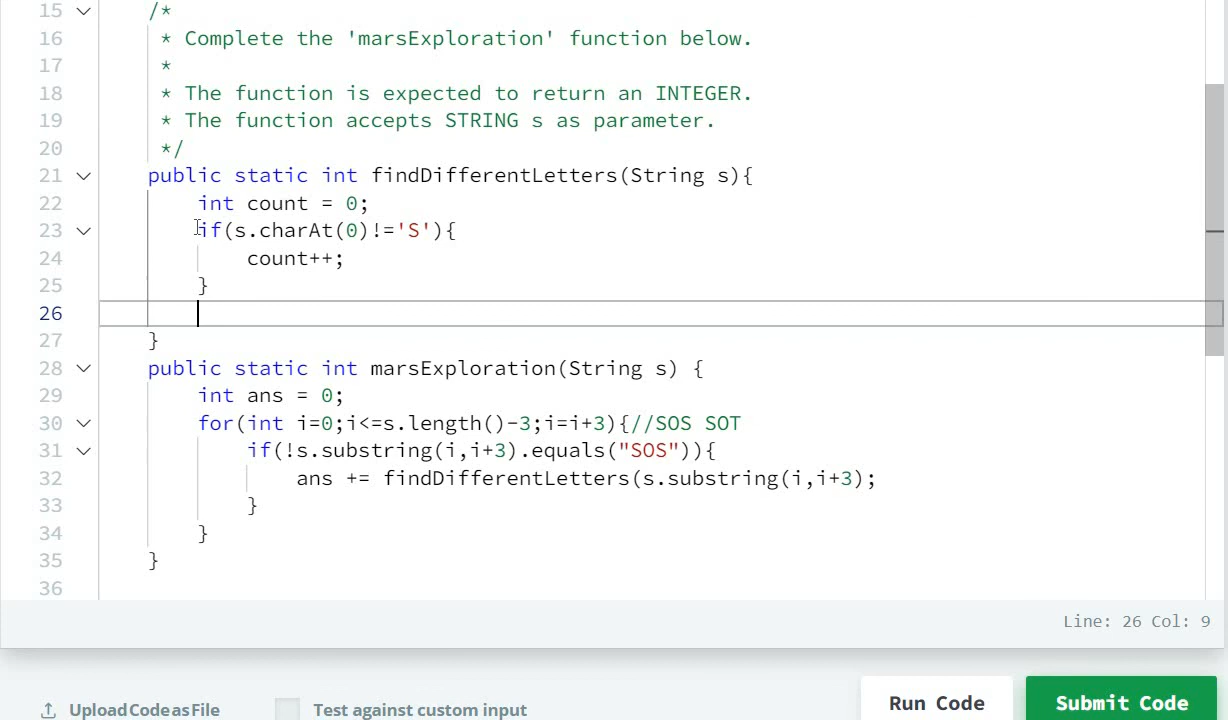 15 /*
16 * Complete the 'marsExploration' function below.
17 *
18 * The function is expected to return an INTEGER.
19 * The function accepts STRING s as parameter.
20 */
21 public static int findDifferentLetters(String s){
22 int count = 0;
23 if(s.charAt(0)!='S'){
24 count++;
25 }
26
27 }
28 public static int marsExploration(String s) {
29 int ans = 0;
30 for(int i=0;i<=s.length()-3;i=i+3){//SOS SOT
31 if(!s.substring(i,i+3).equals("SOS")){
32 ans += findDifferentLetters(s.substring(i,i+3);
33 }
34 }
35 }
36
Line: 26 Col: 9
Upload Code as File Test against custom input Run Code Submit Code